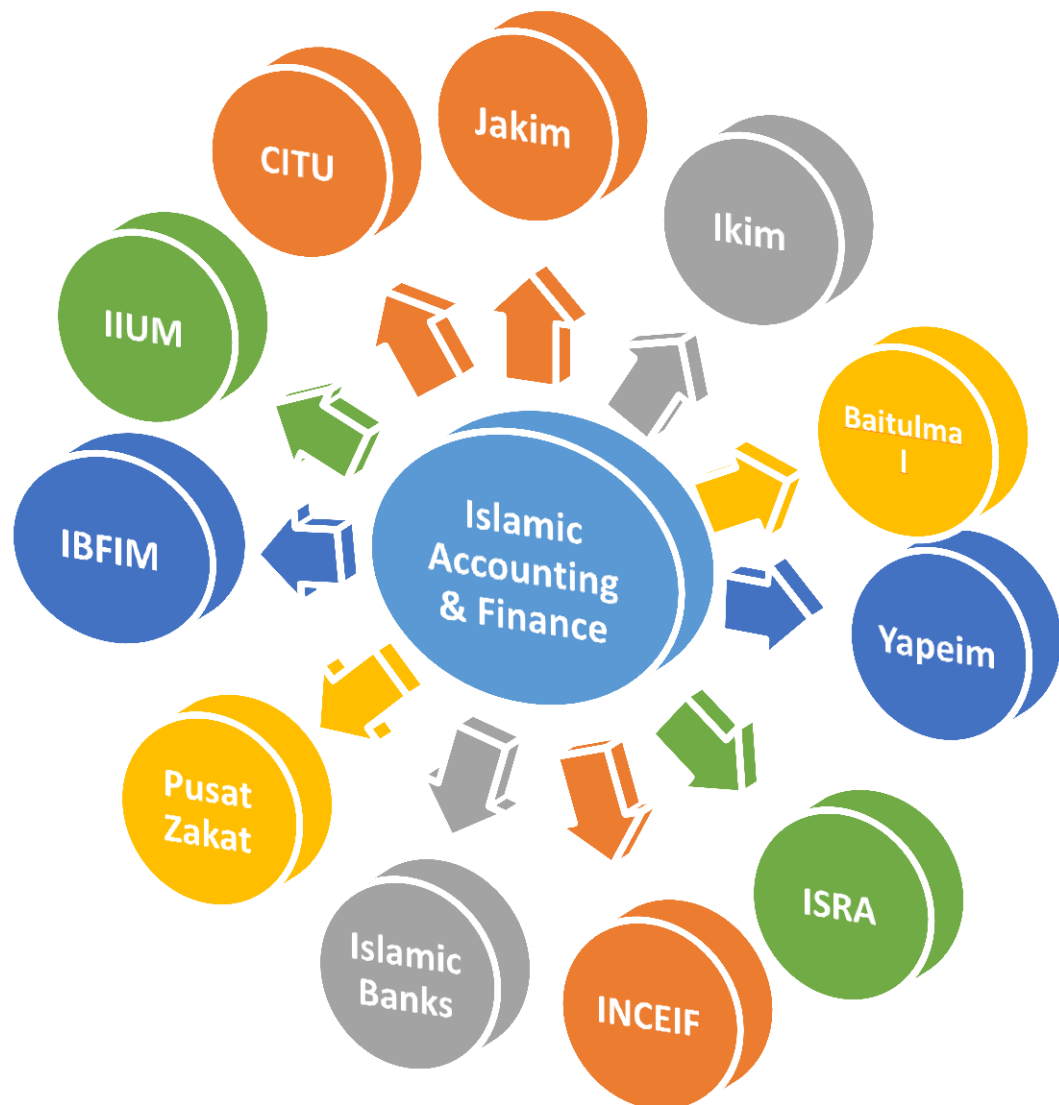 Jakim
CITU
Ikim
IIUM
Baitulma
l
Islamic
Accounting
& Finance
IBFIM
Yapeim
Pusat
Zakat
ISRA
Islamic
Banks
INCEIF